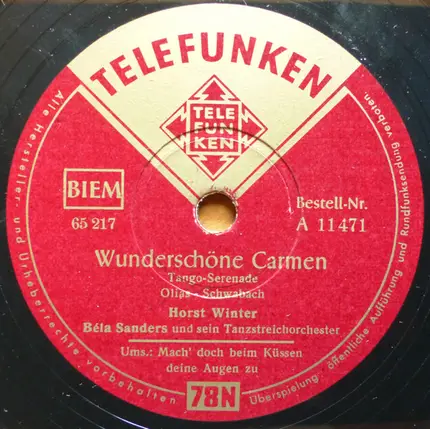 TELEFUNKEN
TELE
FUN
KEN
BIEM
65 217
Bestell-Nr.
A 11471
Wunderschöne Carmen
Tango-Serenade
Olias - Schwabach
Horst Winter
Béla Sanders und sein Tanzstreichorchester
Ums.: Mach' doch beim Küssen
deine Augen zu
78N
Alle Hersteller- und Urheberrechte vorbehalten
Überspielung, öffentliche Aufführung und Rundfunksendung verboten.